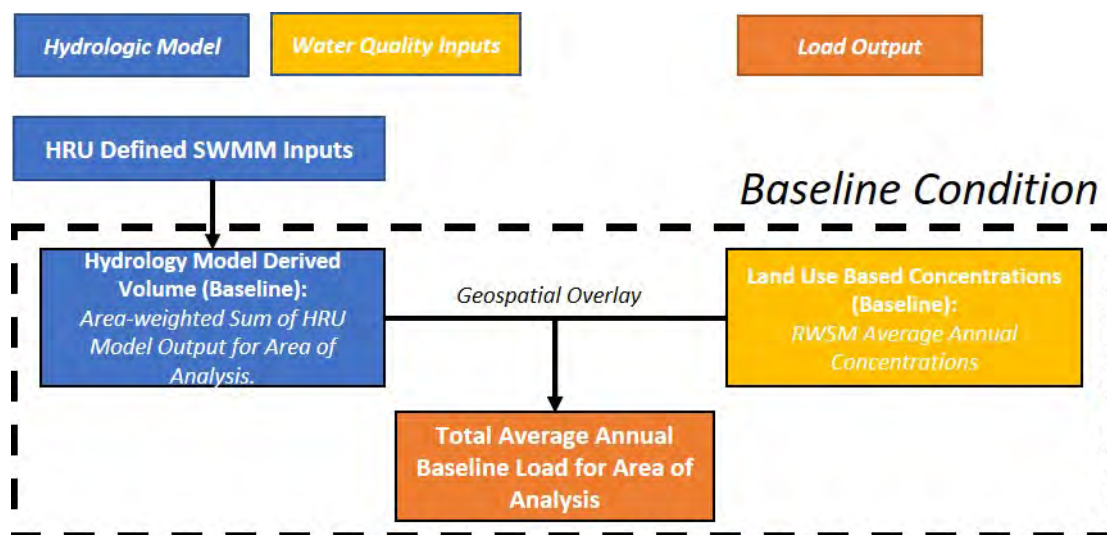 Hydrologic Model
Water Quality Inputs
Load Output
HRU Defined SWMM Inputs
Baseline Condition
Hydrology Model Derived
Volume (Baseline):
Area-weighted Sum of HRU
Model Output for Area of
Analysis.
Geospatial Overlay
Land Use Based Concentrations
(Baseline):
RWSM Average Annual
Concentrations
Total Average Annual
Baseline Load for Area of
Analysis